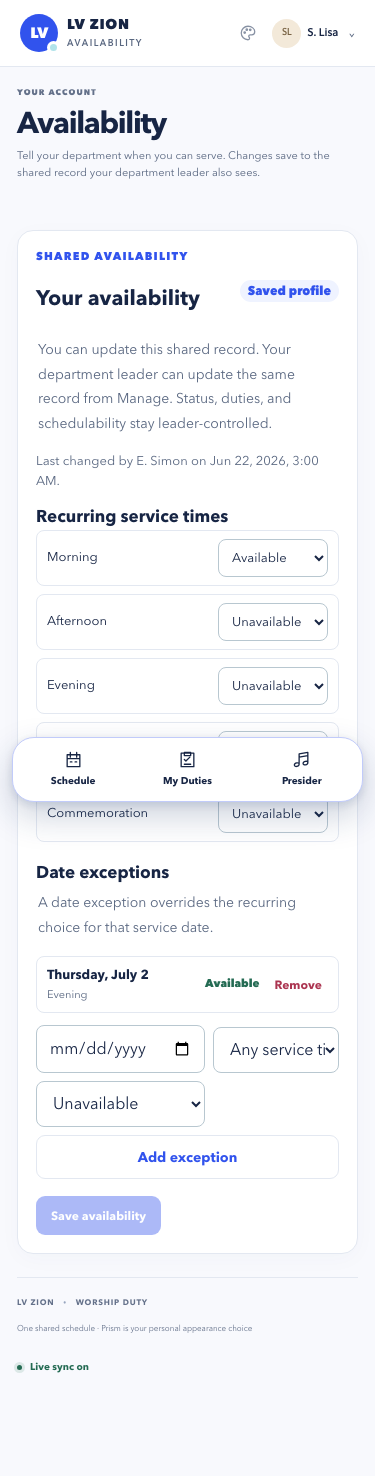 LV
LV ZION
AVAILABILITY
SL
S. Lisa
YOUR ACCOUNT
Availability
Tell your department when you can serve. Changes save to the
shared record your department leader also sees.
SHARED AVAILABILITY
Your availability
Saved profile
You can update this shared record. Your
department leader can update the same
record from Manage. Status, duties, and
schedulability stay leader-controlled.
Last changed by E. Simon on Jun 22, 2026, 3:00
AM.
Recurring service times
Morning
Available
Afternoon
Unavailable
Evening
Unavailable
Schedule
My Duties
Presider
Commemoration
Unavailable
Date exceptions
A date exception overrides the recurring
choice for that service date.
Thursday, July 2
Evening
Available
Remove
mm/dd/yyyy
Any service ti
Unavailable
Add exception
Save availability
LV ZION • WORSHIP DUTY
One shared schedule · Prism is your personal appearance choice
Live sync on